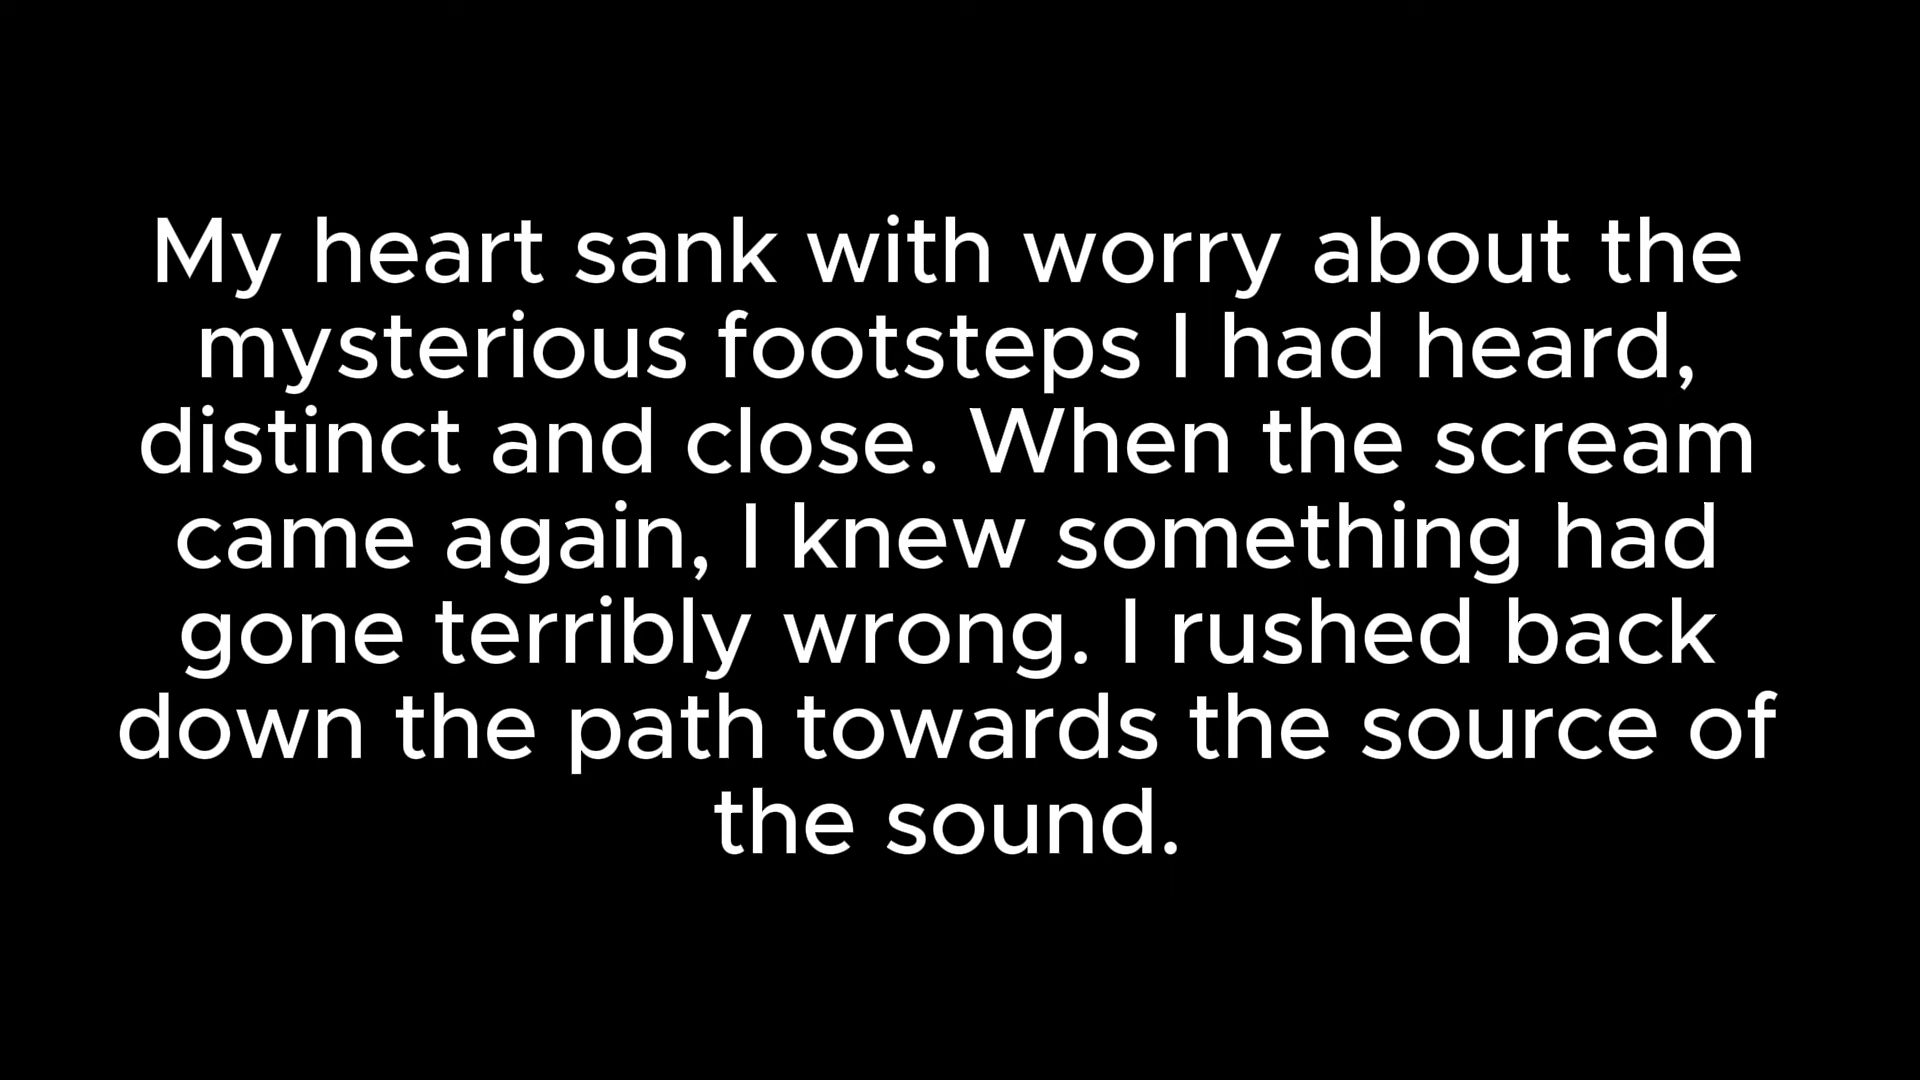 My heart sank with worry about the
mysterious footsteps I had heard,
distinct and close. When the scream
came again, I knew something had
gone terribly wrong. I rushed back
down the path towards the source of
the sound.